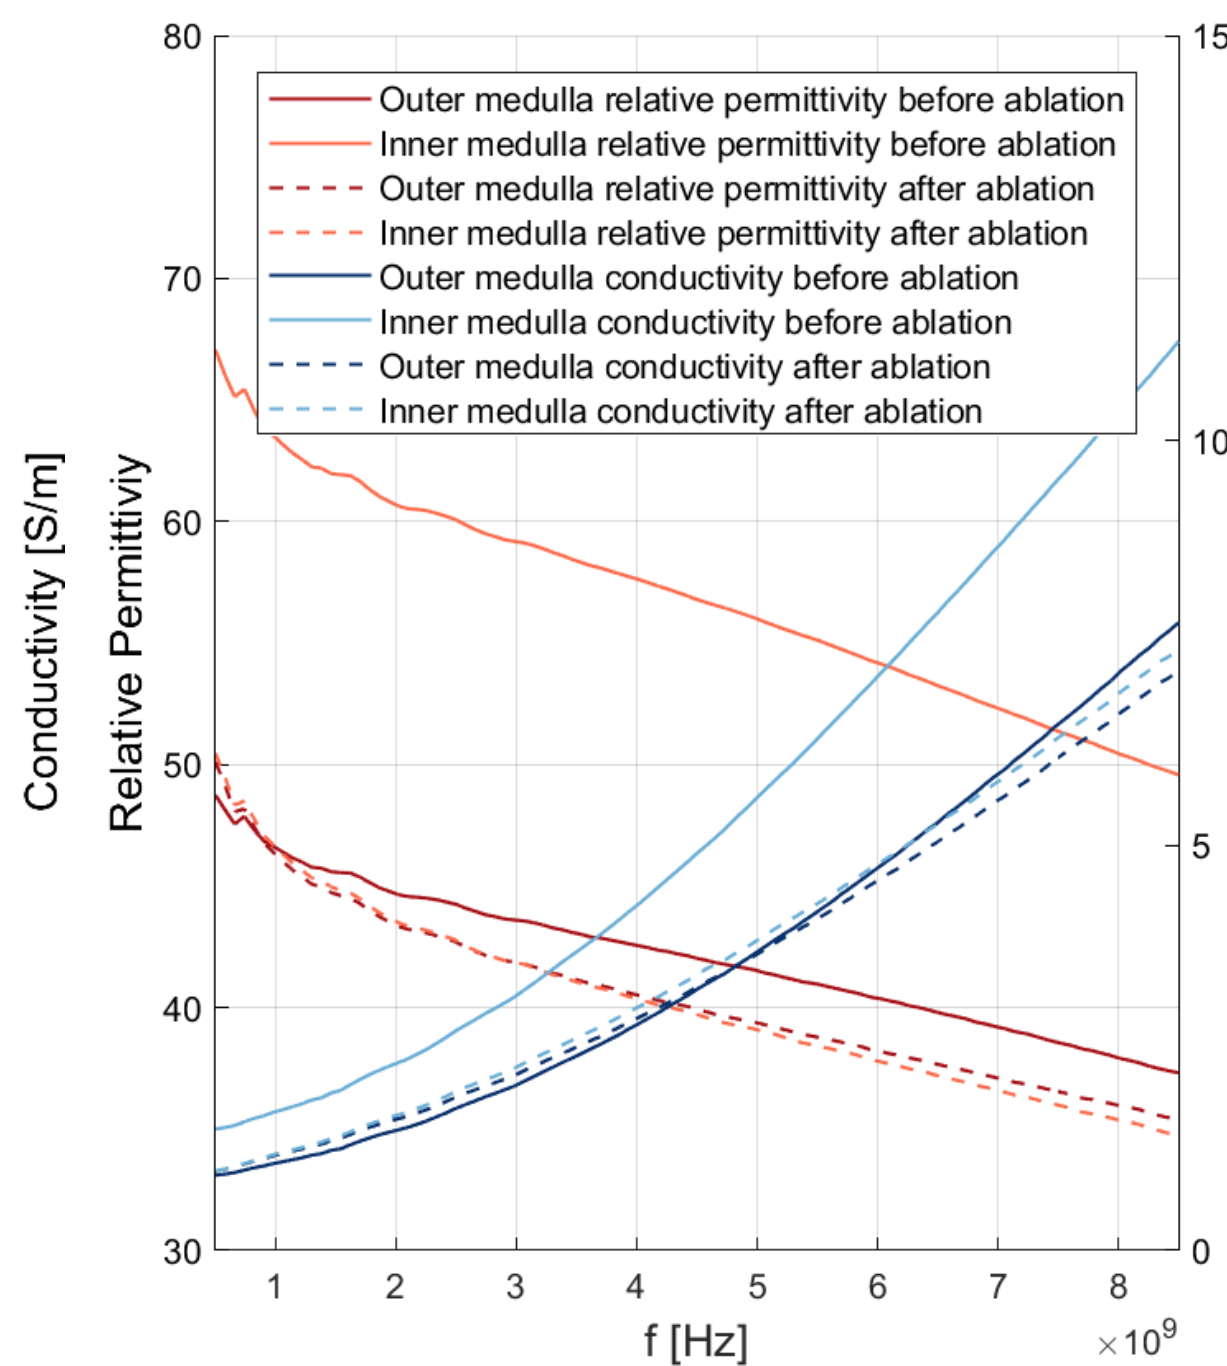 80
70
60
50
40
30
15
10
5
0
Conductivity [S/m]
Relative Permittiviy
Outer medulla relative permittivity before ablation
Inner medulla relative permittivity before ablation
Outer medulla relative permittivity after ablation
Inner medulla relative permittivity after ablation
Outer medulla conductivity before ablation
Inner medulla conductivity before ablation
Outer medulla conductivity after ablation
Inner medulla conductivity after ablation
1 2 3 4 5 6 7 8
f [Hz]
×10⁹